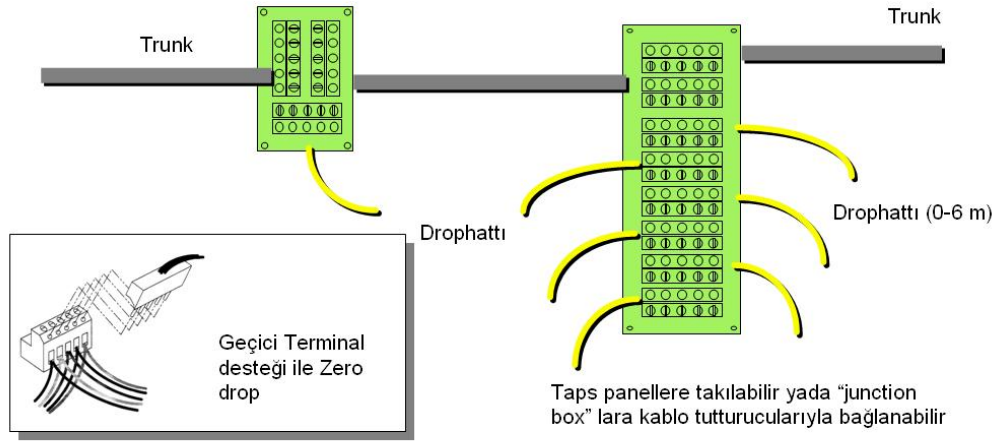 Trunk
Trunk
Drophattı
Drophattı (0-6 m)
Geçici Terminal
desteği ile Zero
drop
Taps panellere takılabilir yada “junction
box” lara kablo tutturucularıyla bağlanabilir